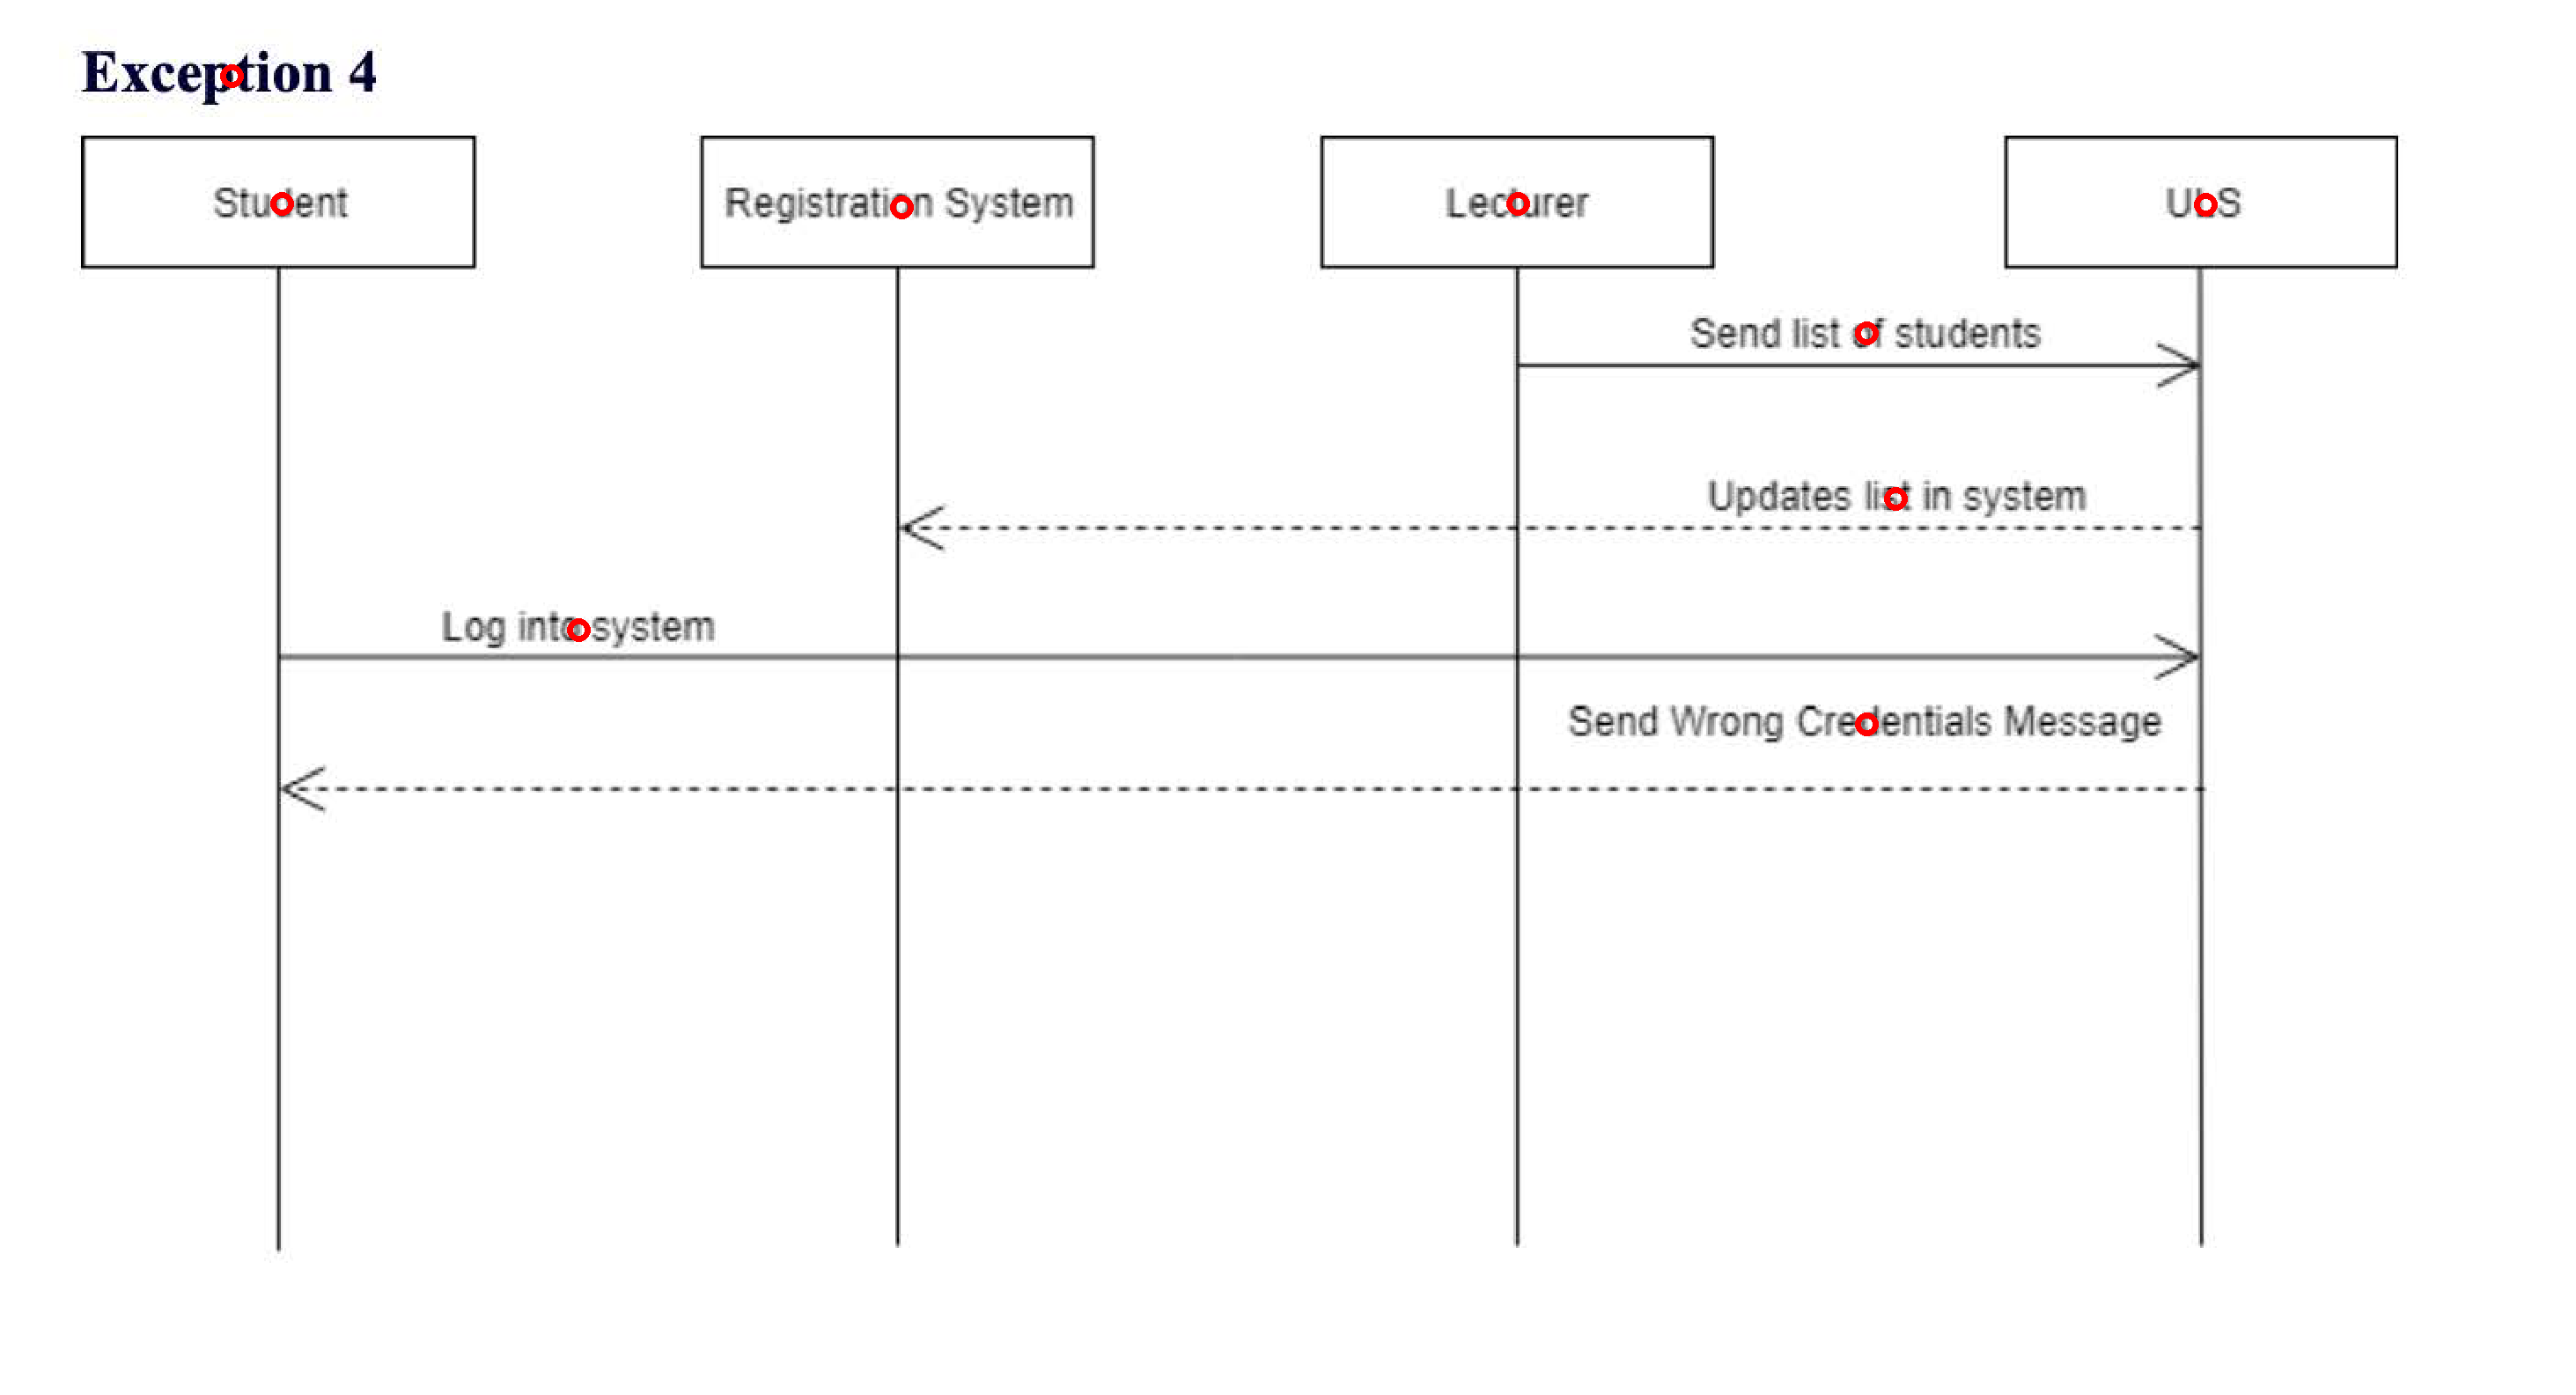 Exception 4
Student
Registration System
Lecturer
ULS
Send list of students
Updates list in system
Log into system
Send Wrong Credentials Message